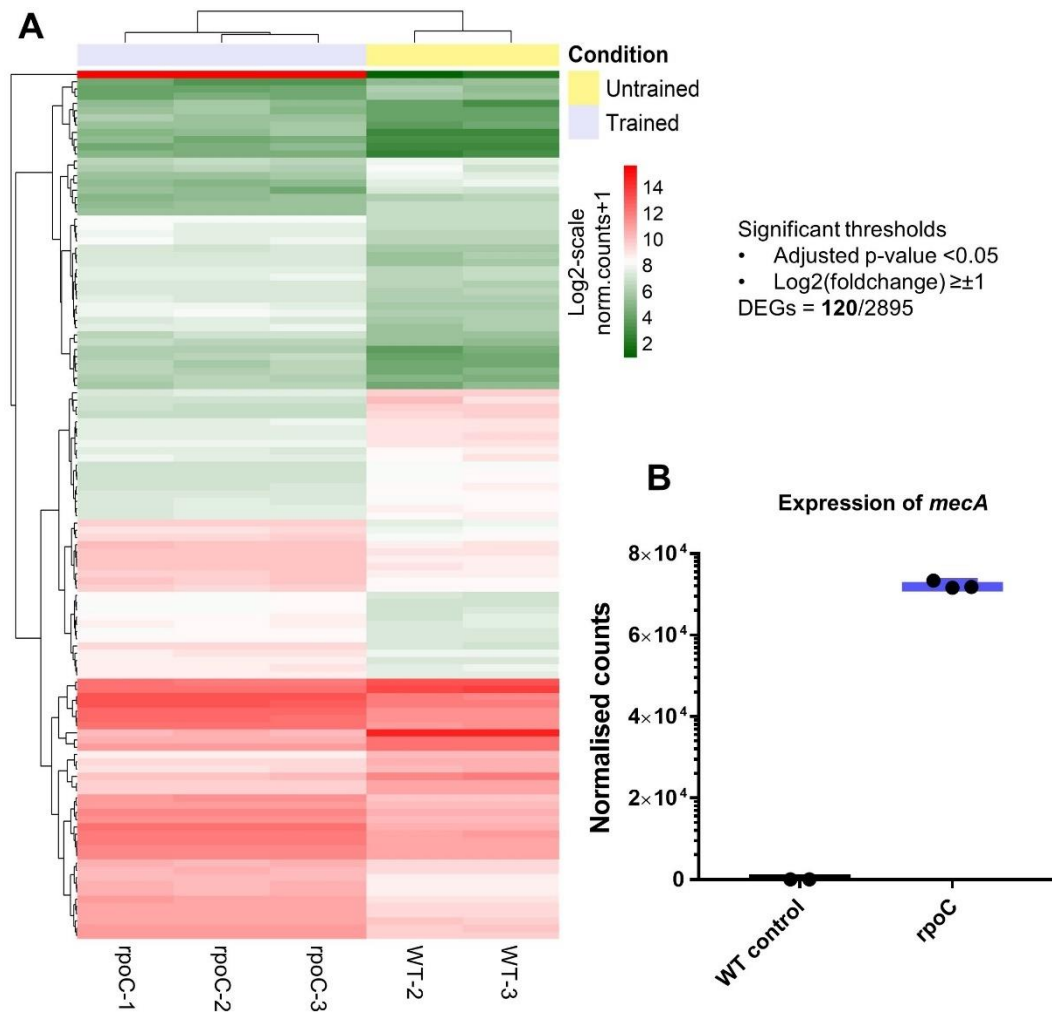 A
Condition
Untrained
Trained
Log2-scale
norm.counts+1
14
12
10
8
6
4
2
Significant thresholds
• Adjusted p-value <0.05
• Log2(foldchange) ≥±1
DEGs = 120/2895
rpoC-1
rpoC-2
rpoC-3
WT-2
WT-3
B
Expression of mecA
Normalised counts
8×10⁴
6×10⁴
4×10⁴
2×10⁴
0
WT control
rpoC